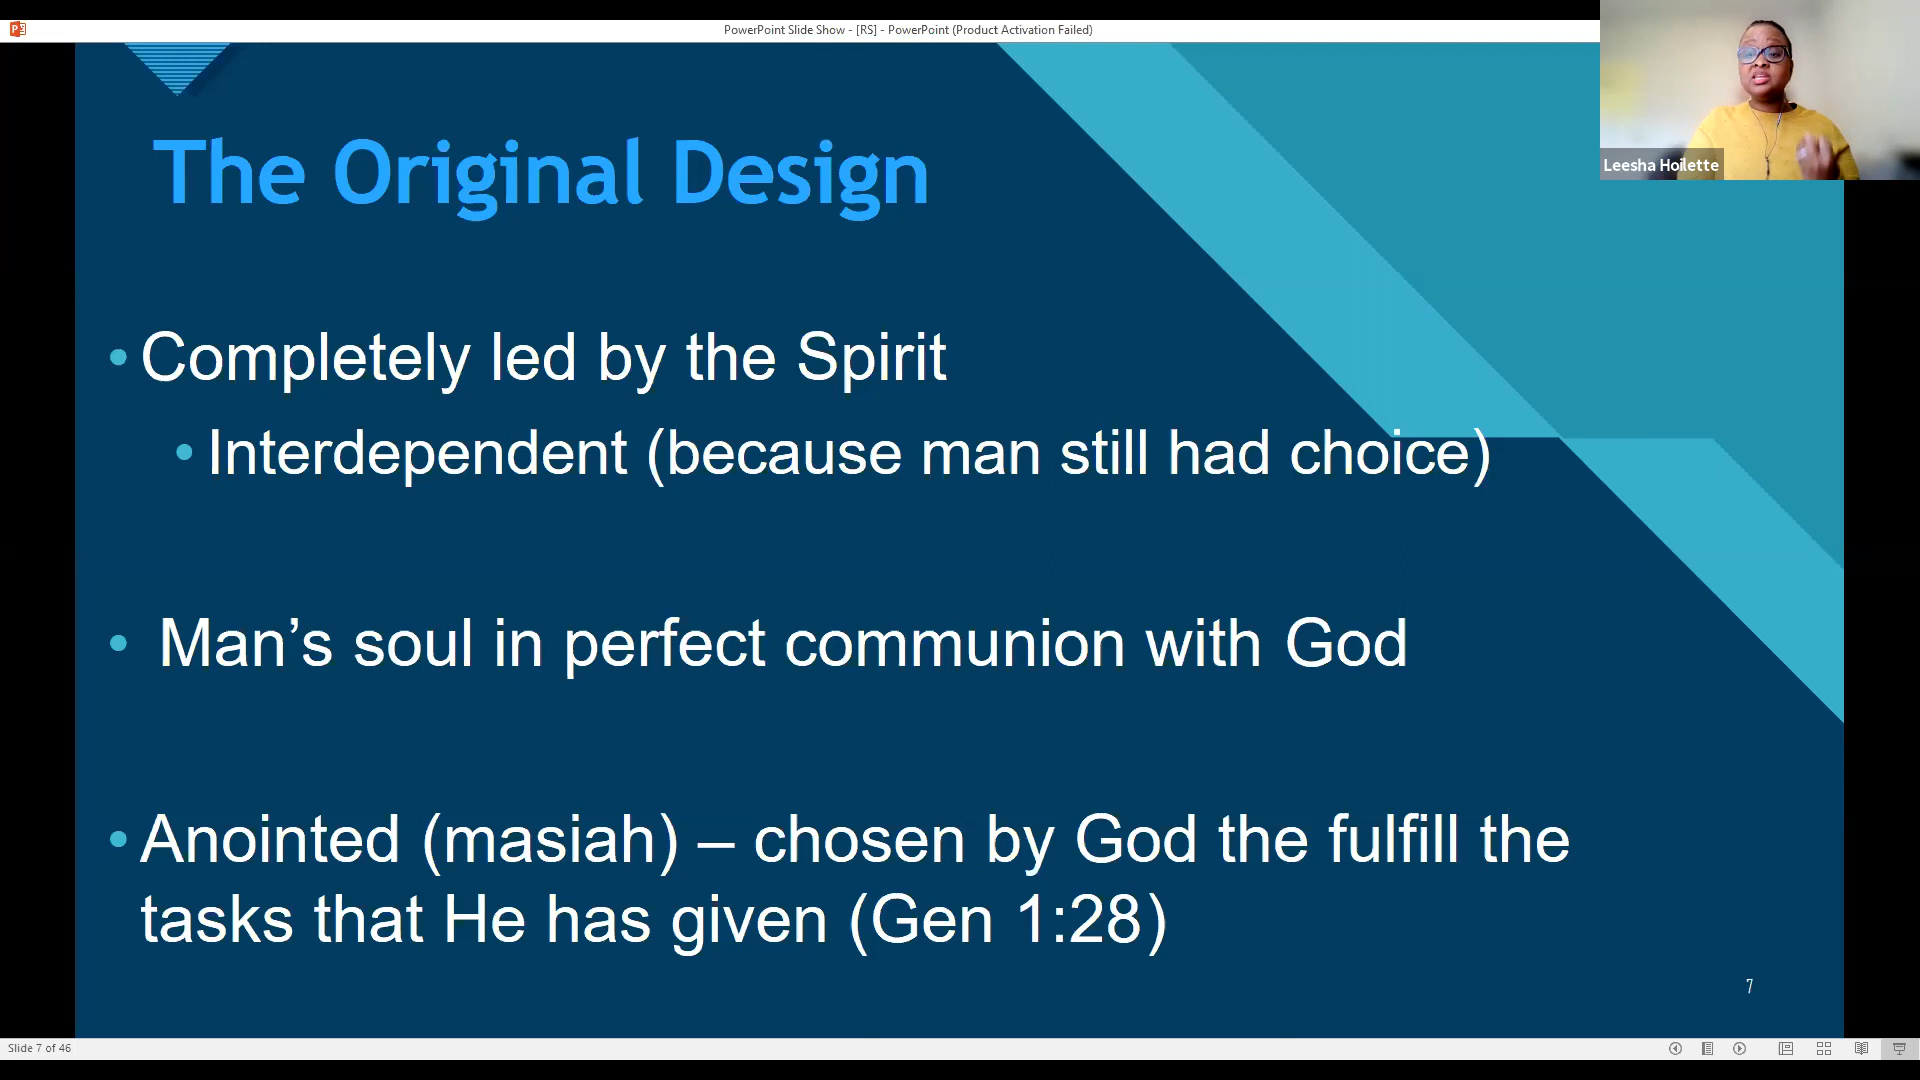 PowerPoint Slide Show - [RS] - PowerPoint (Product Activation Failed)
Leesha Hoilette
The Original Design
• Completely led by the Spirit
• Interdependent (because man still had choice)
• Man’s soul in perfect communion with God
• Anointed (masiah) – chosen by God the fulfill the
tasks that He has given (Gen 1:28)
7
Slide 7 of 46